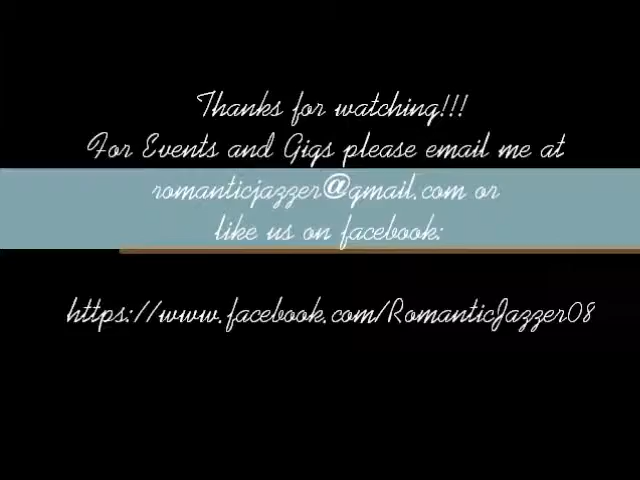 Thanks for watching!!!
For Events and Gigs please email me at
romanticjazzer@gmail.com or
like us on facebook:
https://www.facebook.com/RomanticJazzer08